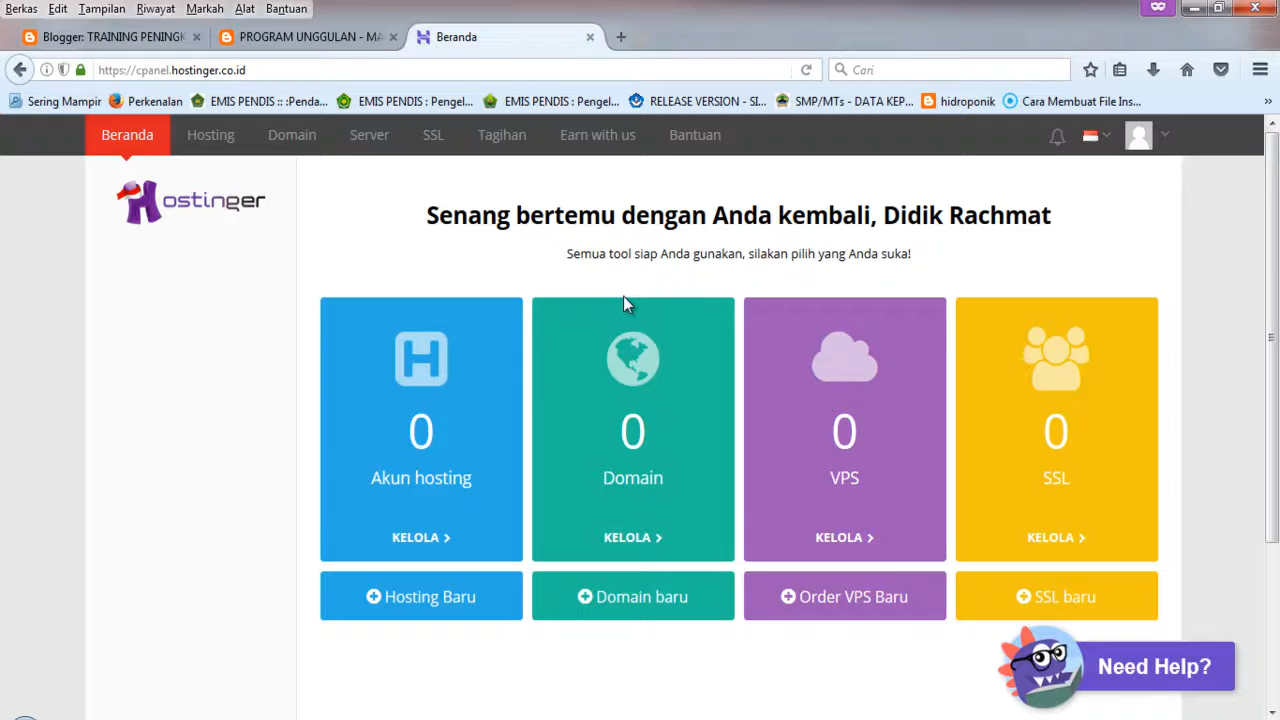 Berkas Edit Tampilan Riwayat Markah Alat Bantuan
Blogger: TRAINING PENINGK
PROGRAM UNGGULAN - MA
Beranda
https://cpanel.hostinger.co.id
Cari
Sering Mampir
Perkenalan
EMIS PENDIS :: :Penda...
EMIS PENDIS : Pengel...
EMIS PENDIS : Pengel...
RELEASE VERSION - SI...
SMP/MTs - DATA KEP...
hidroponik
Cara Membuat File Ins...
Beranda Hosting Domain Server SSL Tagihan Earn with us Bantuan
Hostinger
Senang bertemu dengan Anda kembali, Didik Rachmat
Semua tool siap Anda gunakan, silakan pilih yang Anda suka!
H
0 0 0 0
Akun hosting Domain VPS SSL
KELOLA KELOLA KELOLA KELOLA
Hosting Baru Domain baru Order VPS Baru SSL baru
Need Help?